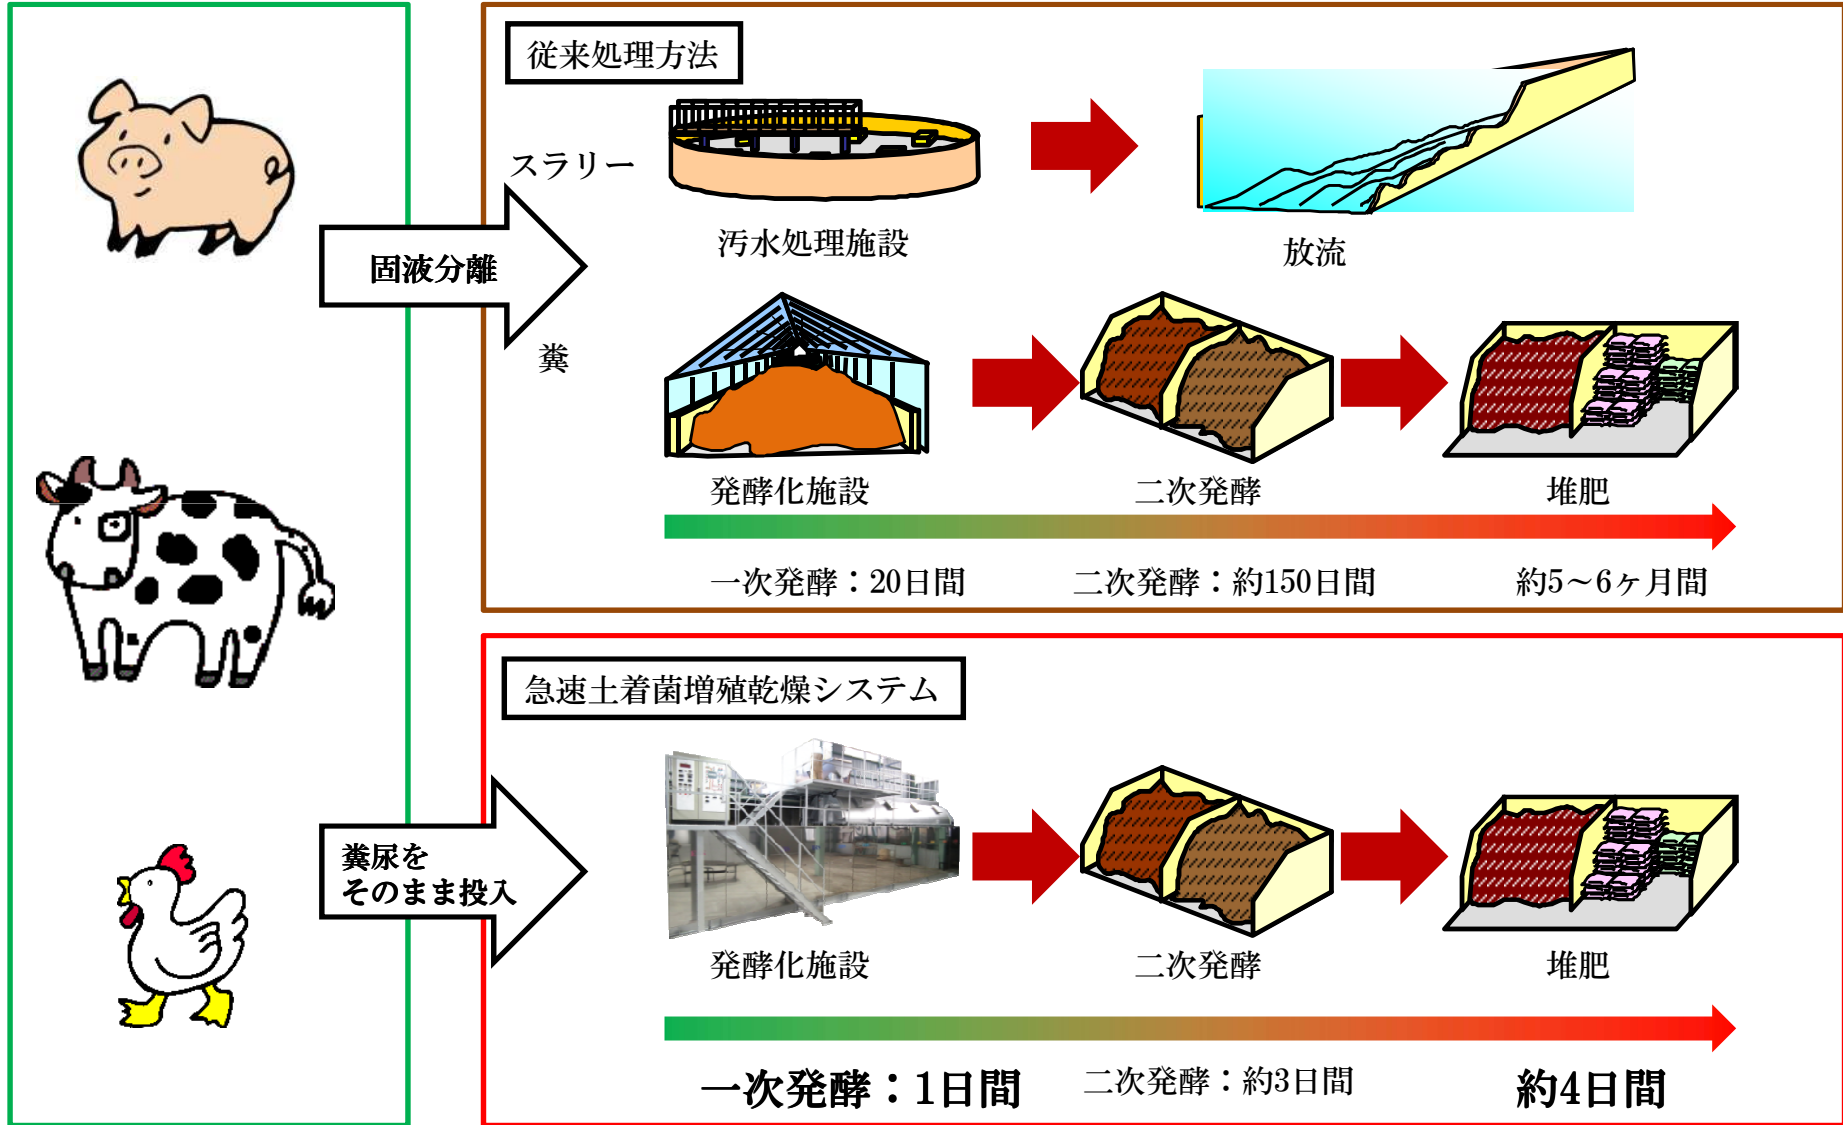 従来処理方法
スラリー
汚水処理施設
放流
固液分離
糞
発酵化施設
二次発酵
堆肥
一次発酵：20日間
二次発酵：約150日間
約5～6ヶ月間
急速土着菌増殖乾燥システム
糞尿を
そのまま投入
発酵化施設
二次発酵
堆肥
一次発酵：1日間
二次発酵：約3日間
約4日間